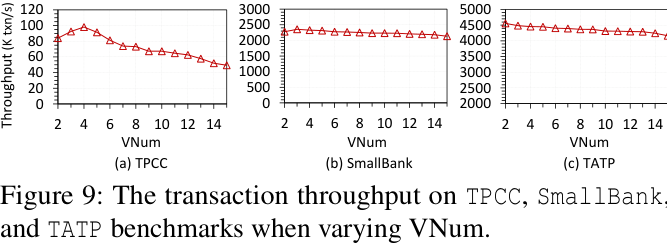 Throughput (K txn/s)
120
100
80
60
40
20
0
2 4 6 8 10 12 14
VNum
(a) TPCC
3000
2500
2000
1500
1000
500
0
2 4 6 8 10 12 14
VNum
(b) SmallBank
5000
4500
4000
3500
3000
2500
2000
2 4 6 8 10 12 14
VNum
(c) TATP
Figure 9: The transaction throughput on TPCC, SmallBank,
and TATP benchmarks when varying VNum.